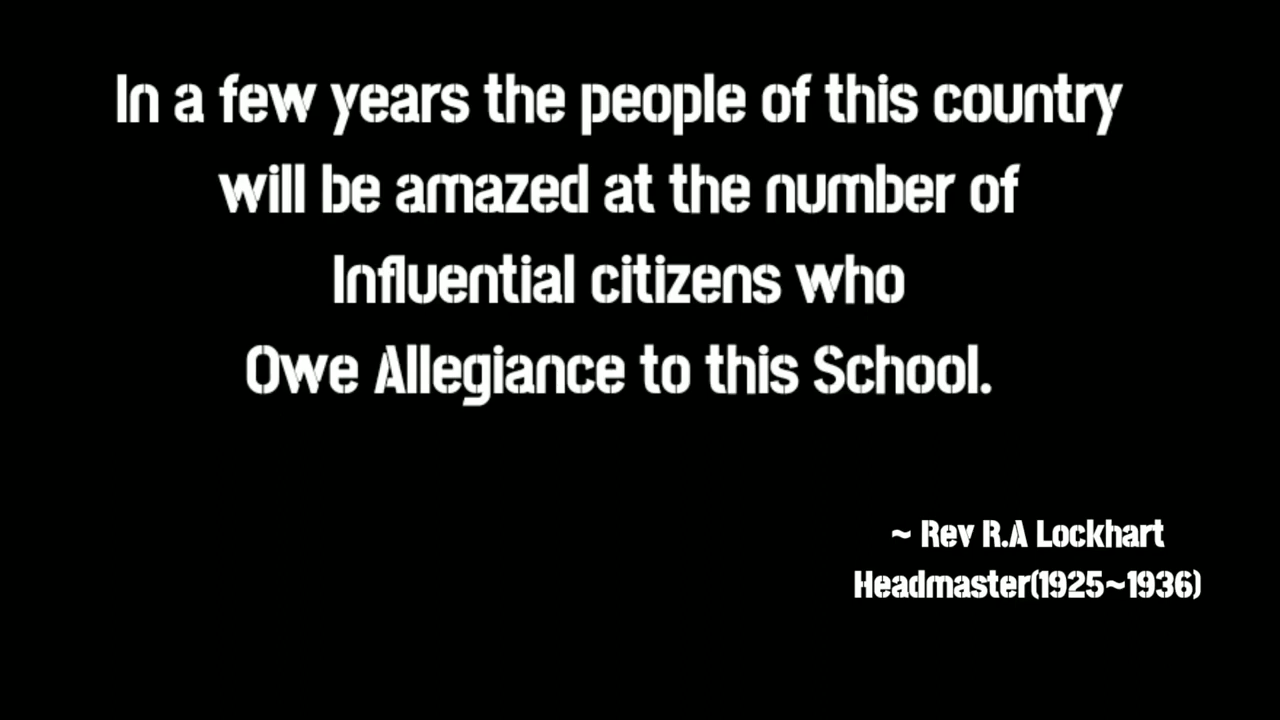 In a few years the people of this country
will be amazed at the number of
Influential citizens who
Owe Allegiance to this School.
~ Rev R.A Lockhart
Headmaster(1925~1936)